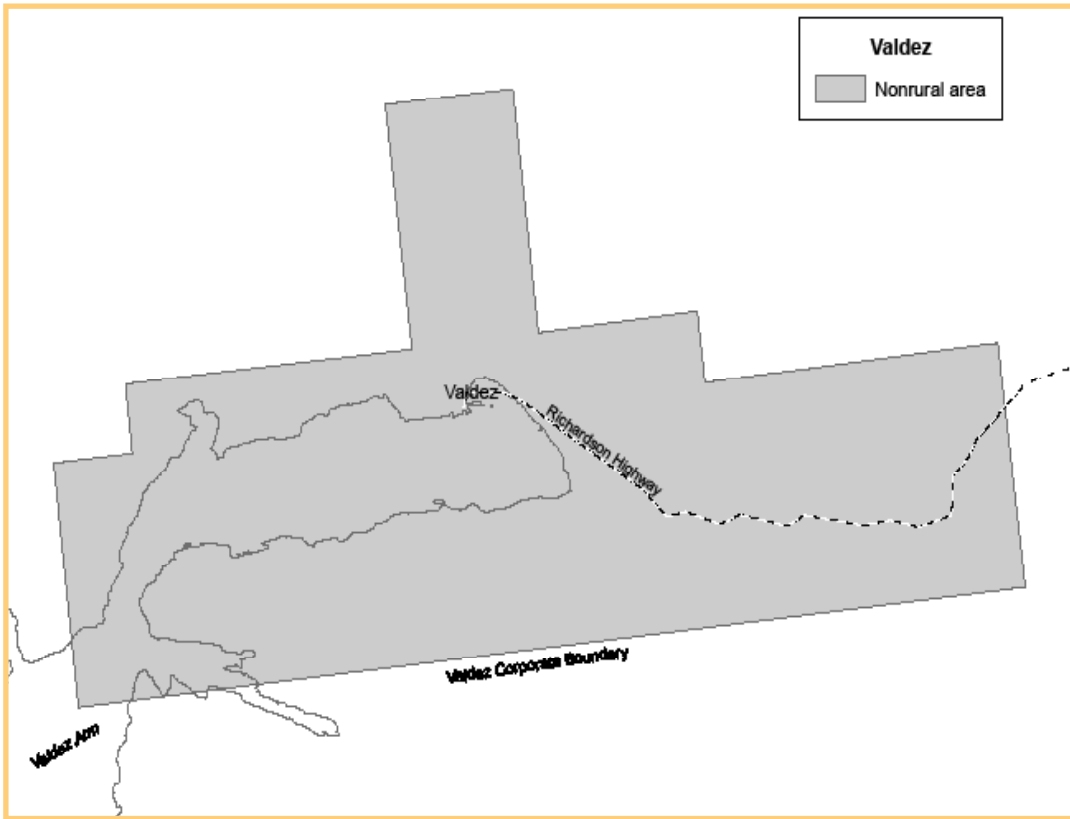 Valdez
Nonrural area
Valdez
Richardson Highway
Valdez Corporate Boundary
Valdez Arm